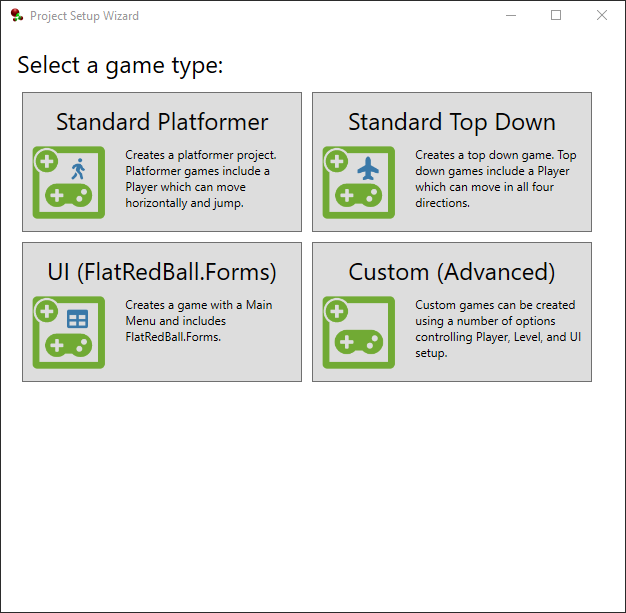 Project Setup Wizard
Select a game type:
Standard Platformer
Creates a platformer project.
Platformer games include a
Player which can move
horizontally and jump.
Standard Top Down
Creates a top down game. Top
down games include a Player
which can move in all four
directions.
UI (FlatRedBall.Forms)
Creates a game with a Main
Menu and includes
FlatRedBall.Forms.
Custom (Advanced)
Custom games can be created
using a number of options
controlling Player, Level, and UI
setup.